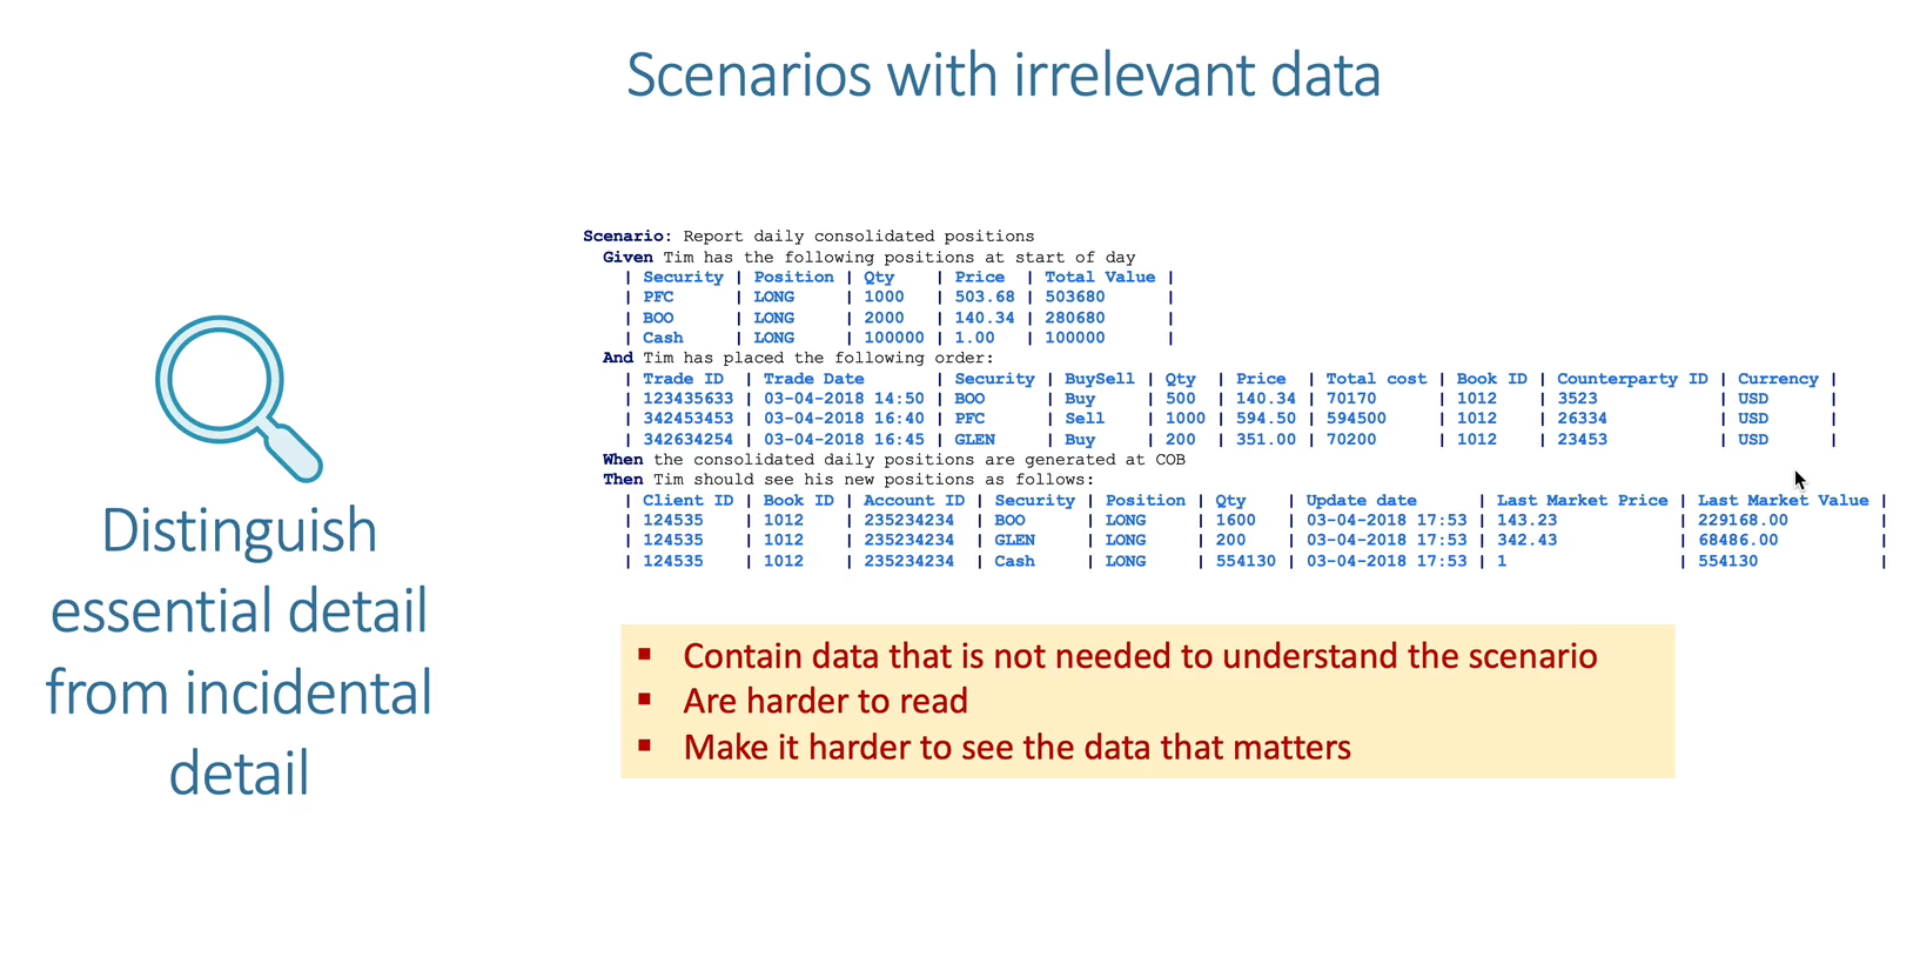 Scenarios with irrelevant data
Distinguish
essential detail
from incidental
detail
Scenario: Report daily consolidated positions
Given Tim has the following positions at start of day
| Security | Position | Qty | Price | Total Value |
| PFC | LONG | 1000 | 503.68 | 503680 |
| BOO | LONG | 2000 | 140.34 | 280680 |
| Cash | LONG | 100000 | 1.00 | 100000 |
And Tim has placed the following order:
| Trade ID | Trade Date | Security | BuySell | Qty | Price | Total cost | Book ID | Counterparty ID | Currency |
| 123435633 | 03-04-2018 14:50 | BOO | Buy | 500 | 140.34 | 70170 | 1012 | 3523 | USD |
| 342453453 | 03-04-2018 16:40 | PFC | Sell | 1000 | 594.50 | 594500 | 1012 | 26334 | USD |
| 342634254 | 03-04-2018 16:45 | GLEN | Buy | 200 | 351.00 | 70200 | 1012 | 23453 | USD |
When the consolidated daily positions are generated at COB
Then Tim should see his new positions as follows:
| Client ID | Book ID | Account ID | Security | Position | Qty | Update date | Last Market Price | Last Market Value |
| 124535 | 1012 | 235234234 | BOO | LONG | 1600 | 03-04-2018 17:53 | 143.23 | 229168.00 |
| 124535 | 1012 | 235234234 | GLEN | LONG | 200 | 03-04-2018 17:53 | 342.43 | 68486.00 |
| 124535 | 1012 | 235234234 | Cash | LONG | 554130 | 03-04-2018 17:53 | 1 | 554130 |
▪ Contain data that is not needed to understand the scenario
▪ Are harder to read
▪ Make it harder to see the data that matters